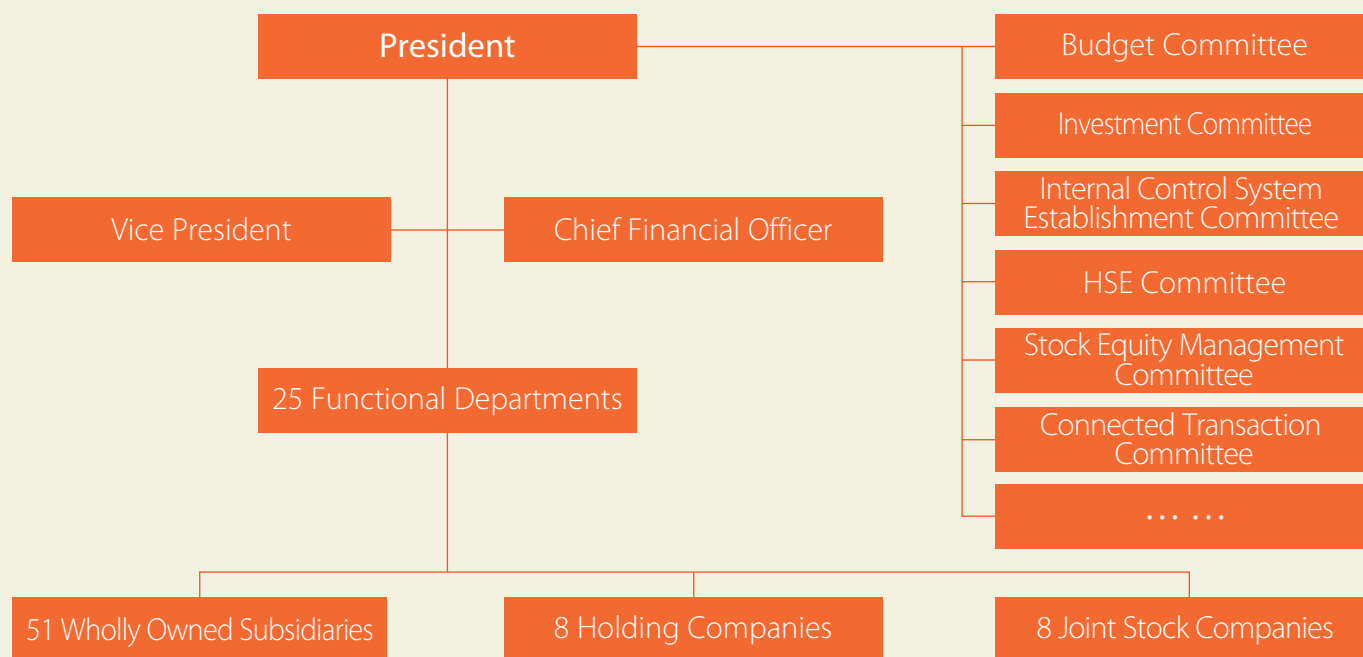 President
Budget Committee
Investment Committee
Internal Control System
Establishment Committee
Vice President
Chief Financial Officer
HSE Committee
Stock Equity Management
Committee
25 Functional Departments
Connected Transaction
Committee
… …
51 Wholly Owned Subsidiaries
8 Holding Companies
8 Joint Stock Companies